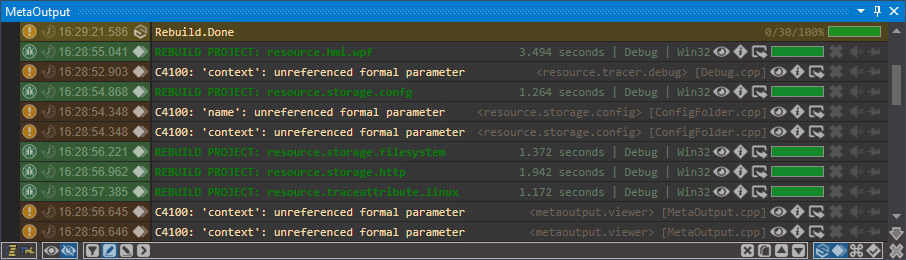 MetaOutput
16:29:21.586 Rebuild.Done 0/30/100%
16:28:55.041 REBUILD PROJECT: resource.hmi.wpf 3.494 seconds | Debug | Win32
16:28:52.903 C4100: 'context': unreferenced formal parameter <resource.tracer.debug> [Debug.cpp]
16:28:54.868 REBUILD PROJECT: resource.storage.confg 1.264 seconds | Debug | Win32
16:28:54.348 C4100: 'name': unreferenced formal parameter <resource.storage.config> [ConfigFolder.cpp]
16:28:54.348 C4100: 'context': unreferenced formal parameter <resource.storage.config> [ConfigFolder.cpp]
16:28:56.221 REBUILD PROJECT: resource.storage.filesystem 1.372 seconds | Debug | Win32
16:28:56.962 REBUILD PROJECT: resource.storage.http 1.942 seconds | Debug | Win32
16:28:57.385 REBUILD PROJECT: resource.traceattribute.linux 1.172 seconds | Debug | Win32
16:28:56.645 C4100: 'context': unreferenced formal parameter <metaoutput.viewer> [MetaOutput.cpp]
16:28:56.646 C4100: 'context': unreferenced formal parameter <metaoutput.viewer> [MetaOutput.cpp]